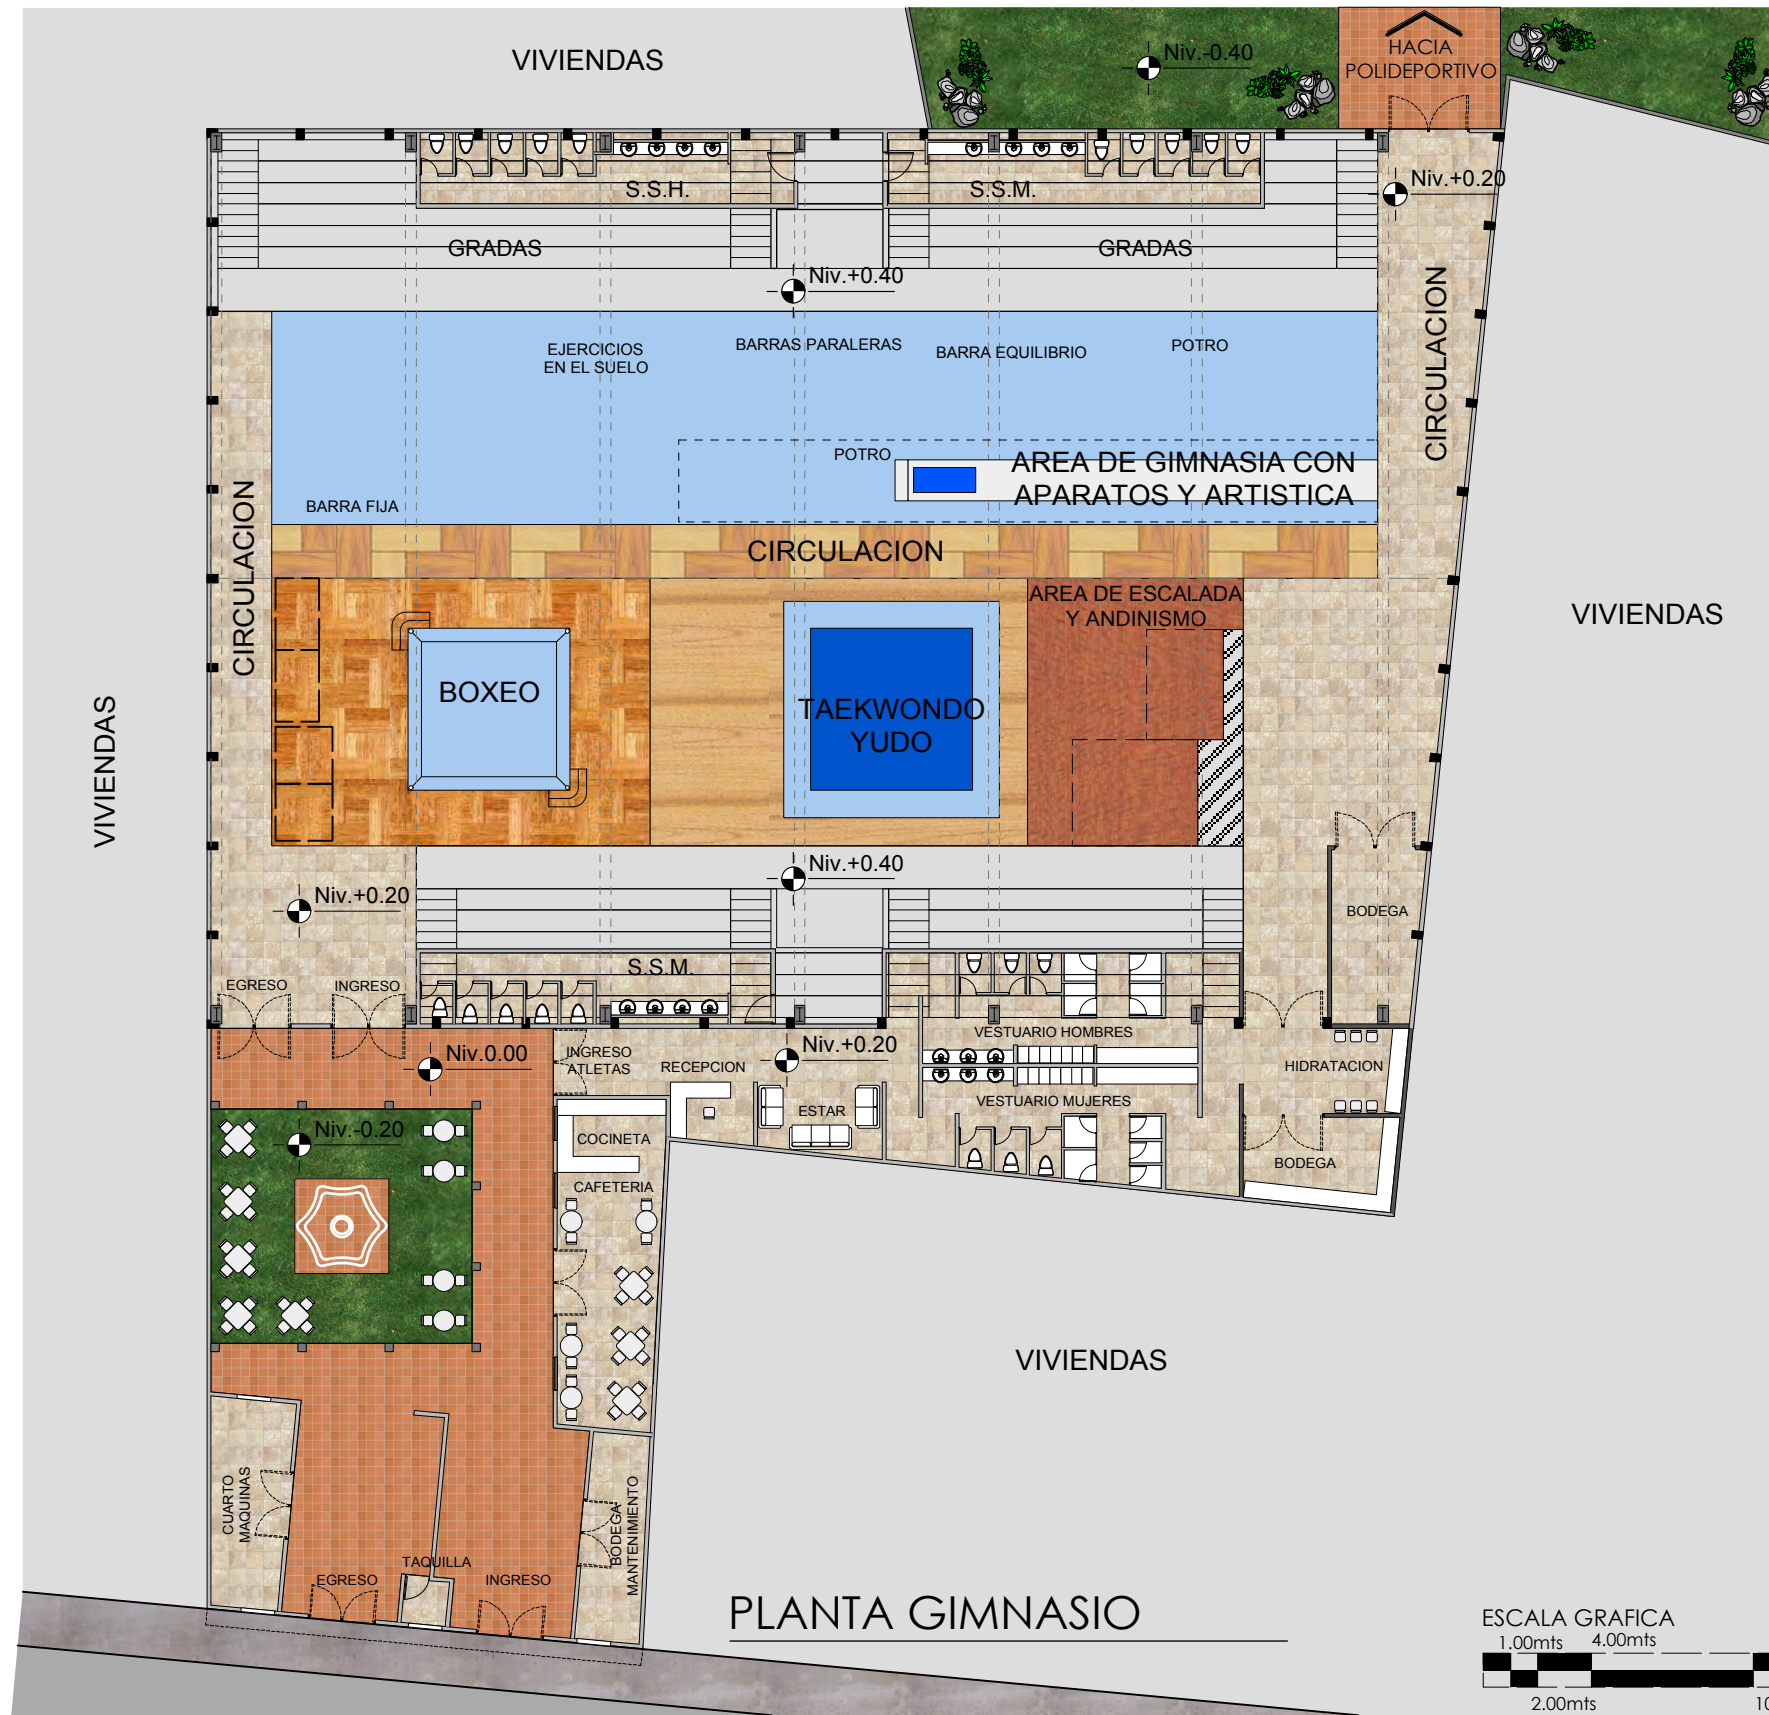 VIVIENDAS
Niv.-0.40
HACIA
POLIDEPORTIVO
S.S.H.
S.S.M.
Niv.+0.20
GRADAS
GRADAS
Niv.+0.40
CIRCULACION
EJERCICIOS
EN EL SUELO
BARRAS PARALERAS
BARRA EQUILIBRIO
POTRO
POTRO
AREA DE GIMNASIA CON
APARATOS Y ARTISTICA
BARRA FIJA
CIRCULACION
CIRCULACION
AREA DE ESCALADA
Y ANDINISMO
VIVIENDAS
BOXEO
TAEKWONDO
YUDO
VIVIENDAS
Niv.+0.40
Niv.+0.20
BODEGA
S.S.M.
EGRESO
INGRESO
VESTUARIO HOMBRES
Niv.0.00
INGRESO
ATLETAS
RECEPCION
Niv.+0.20
HIDRATACION
ESTAR
VESTUARIO MUJERES
Niv.-0.20
COCINETA
BODEGA
CAFETERIA
VIVIENDAS
CUARTO
MAQUINAS
BODEGA
MANTENIMIENTO
TAQUILLA
EGRESO
INGRESO
PLANTA GIMNASIO
ESCALA GRAFICA
1.00mts
4.00mts
2.00mts
10